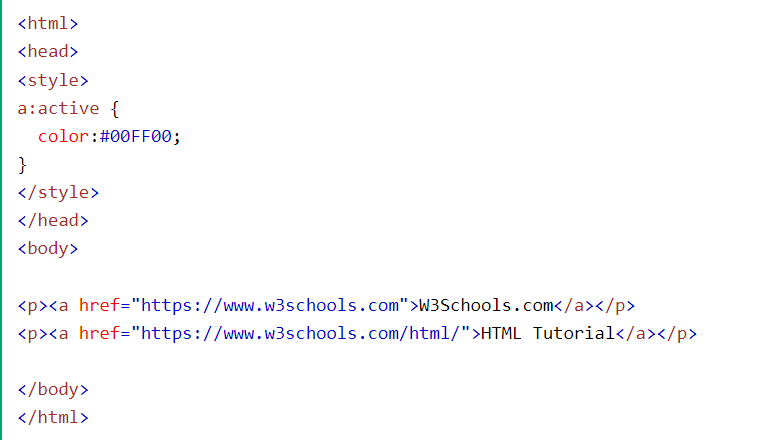 <html>
<head>
<style>
a:active {
  color:#00FF00;
}
</style>
</head>
<body>

<p><a href="https://www.w3schools.com">W3Schools.com</a></p>
<p><a href="https://www.w3schools.com/html/">HTML Tutorial</a></p>

</body>
</html>